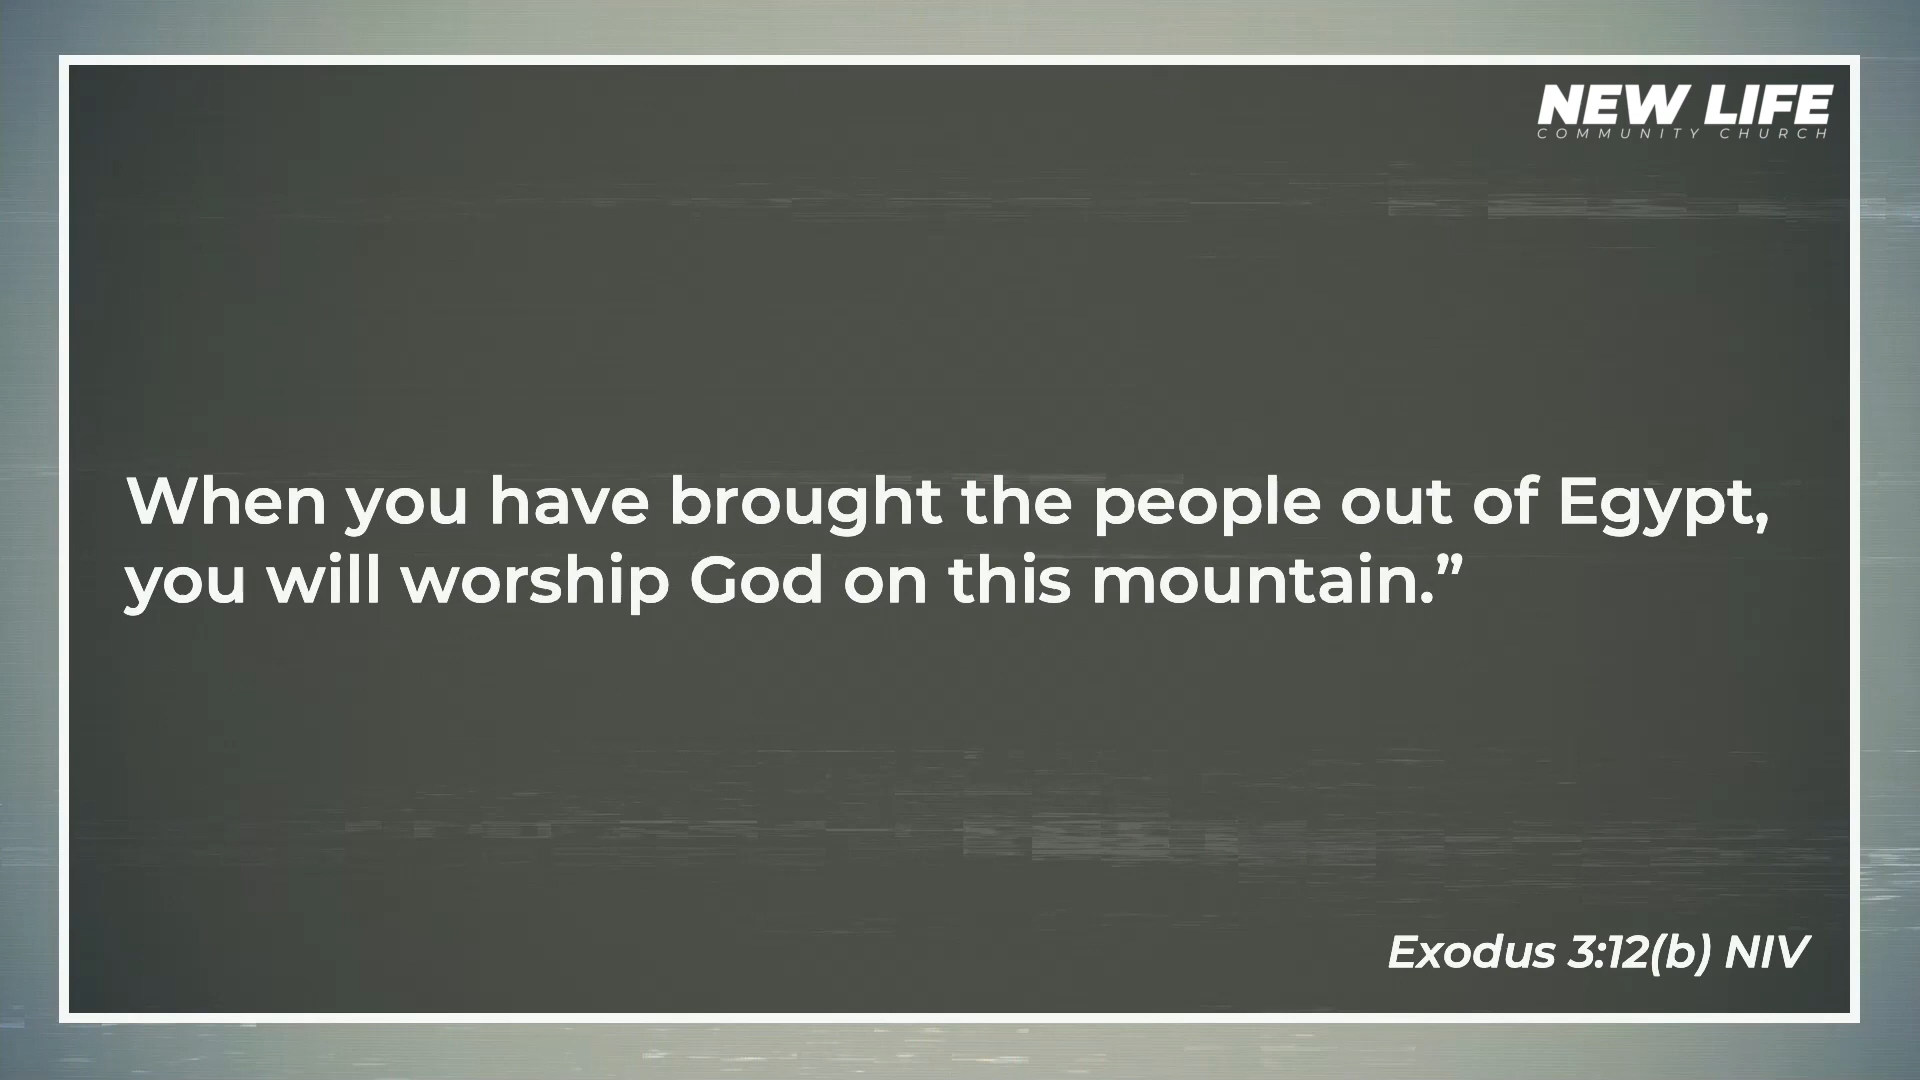 NEW LIFE
COMMUNITY CHURCH
When you have brought the people out of Egypt,
you will worship God on this mountain.”
Exodus 3:12(b) NIV